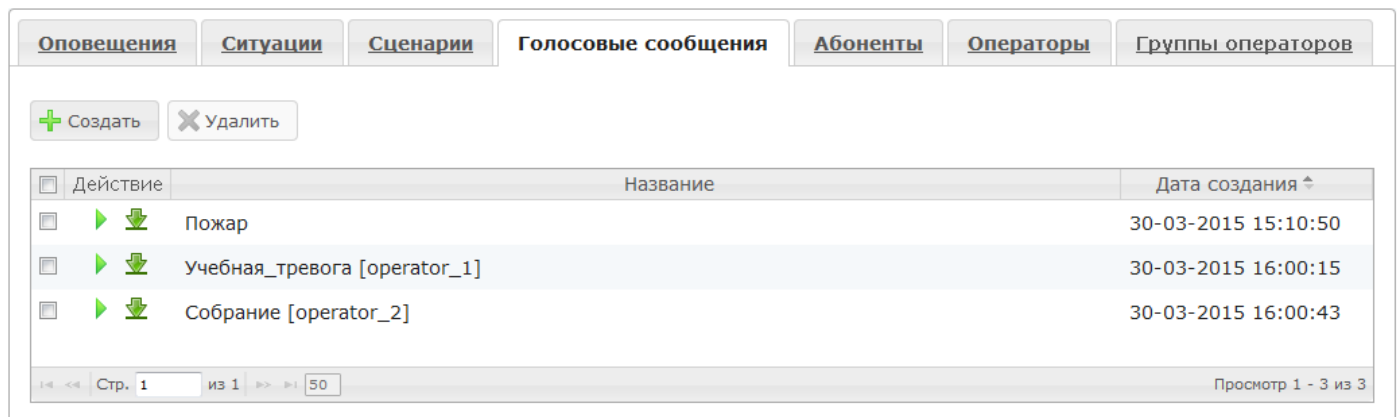 Оповещения Ситуации Сценарии Голосовые сообщения Абоненты Операторы Группы операторов
Создать Удалить
Действие Название Дата создания
Пожар 30-03-2015 15:10:50
Учебная_тревога [operator_1] 30-03-2015 16:00:15
Собрание [operator_2] 30-03-2015 16:00:43
Стр. 1 из 1 50 Просмотр 1 - 3 из 3